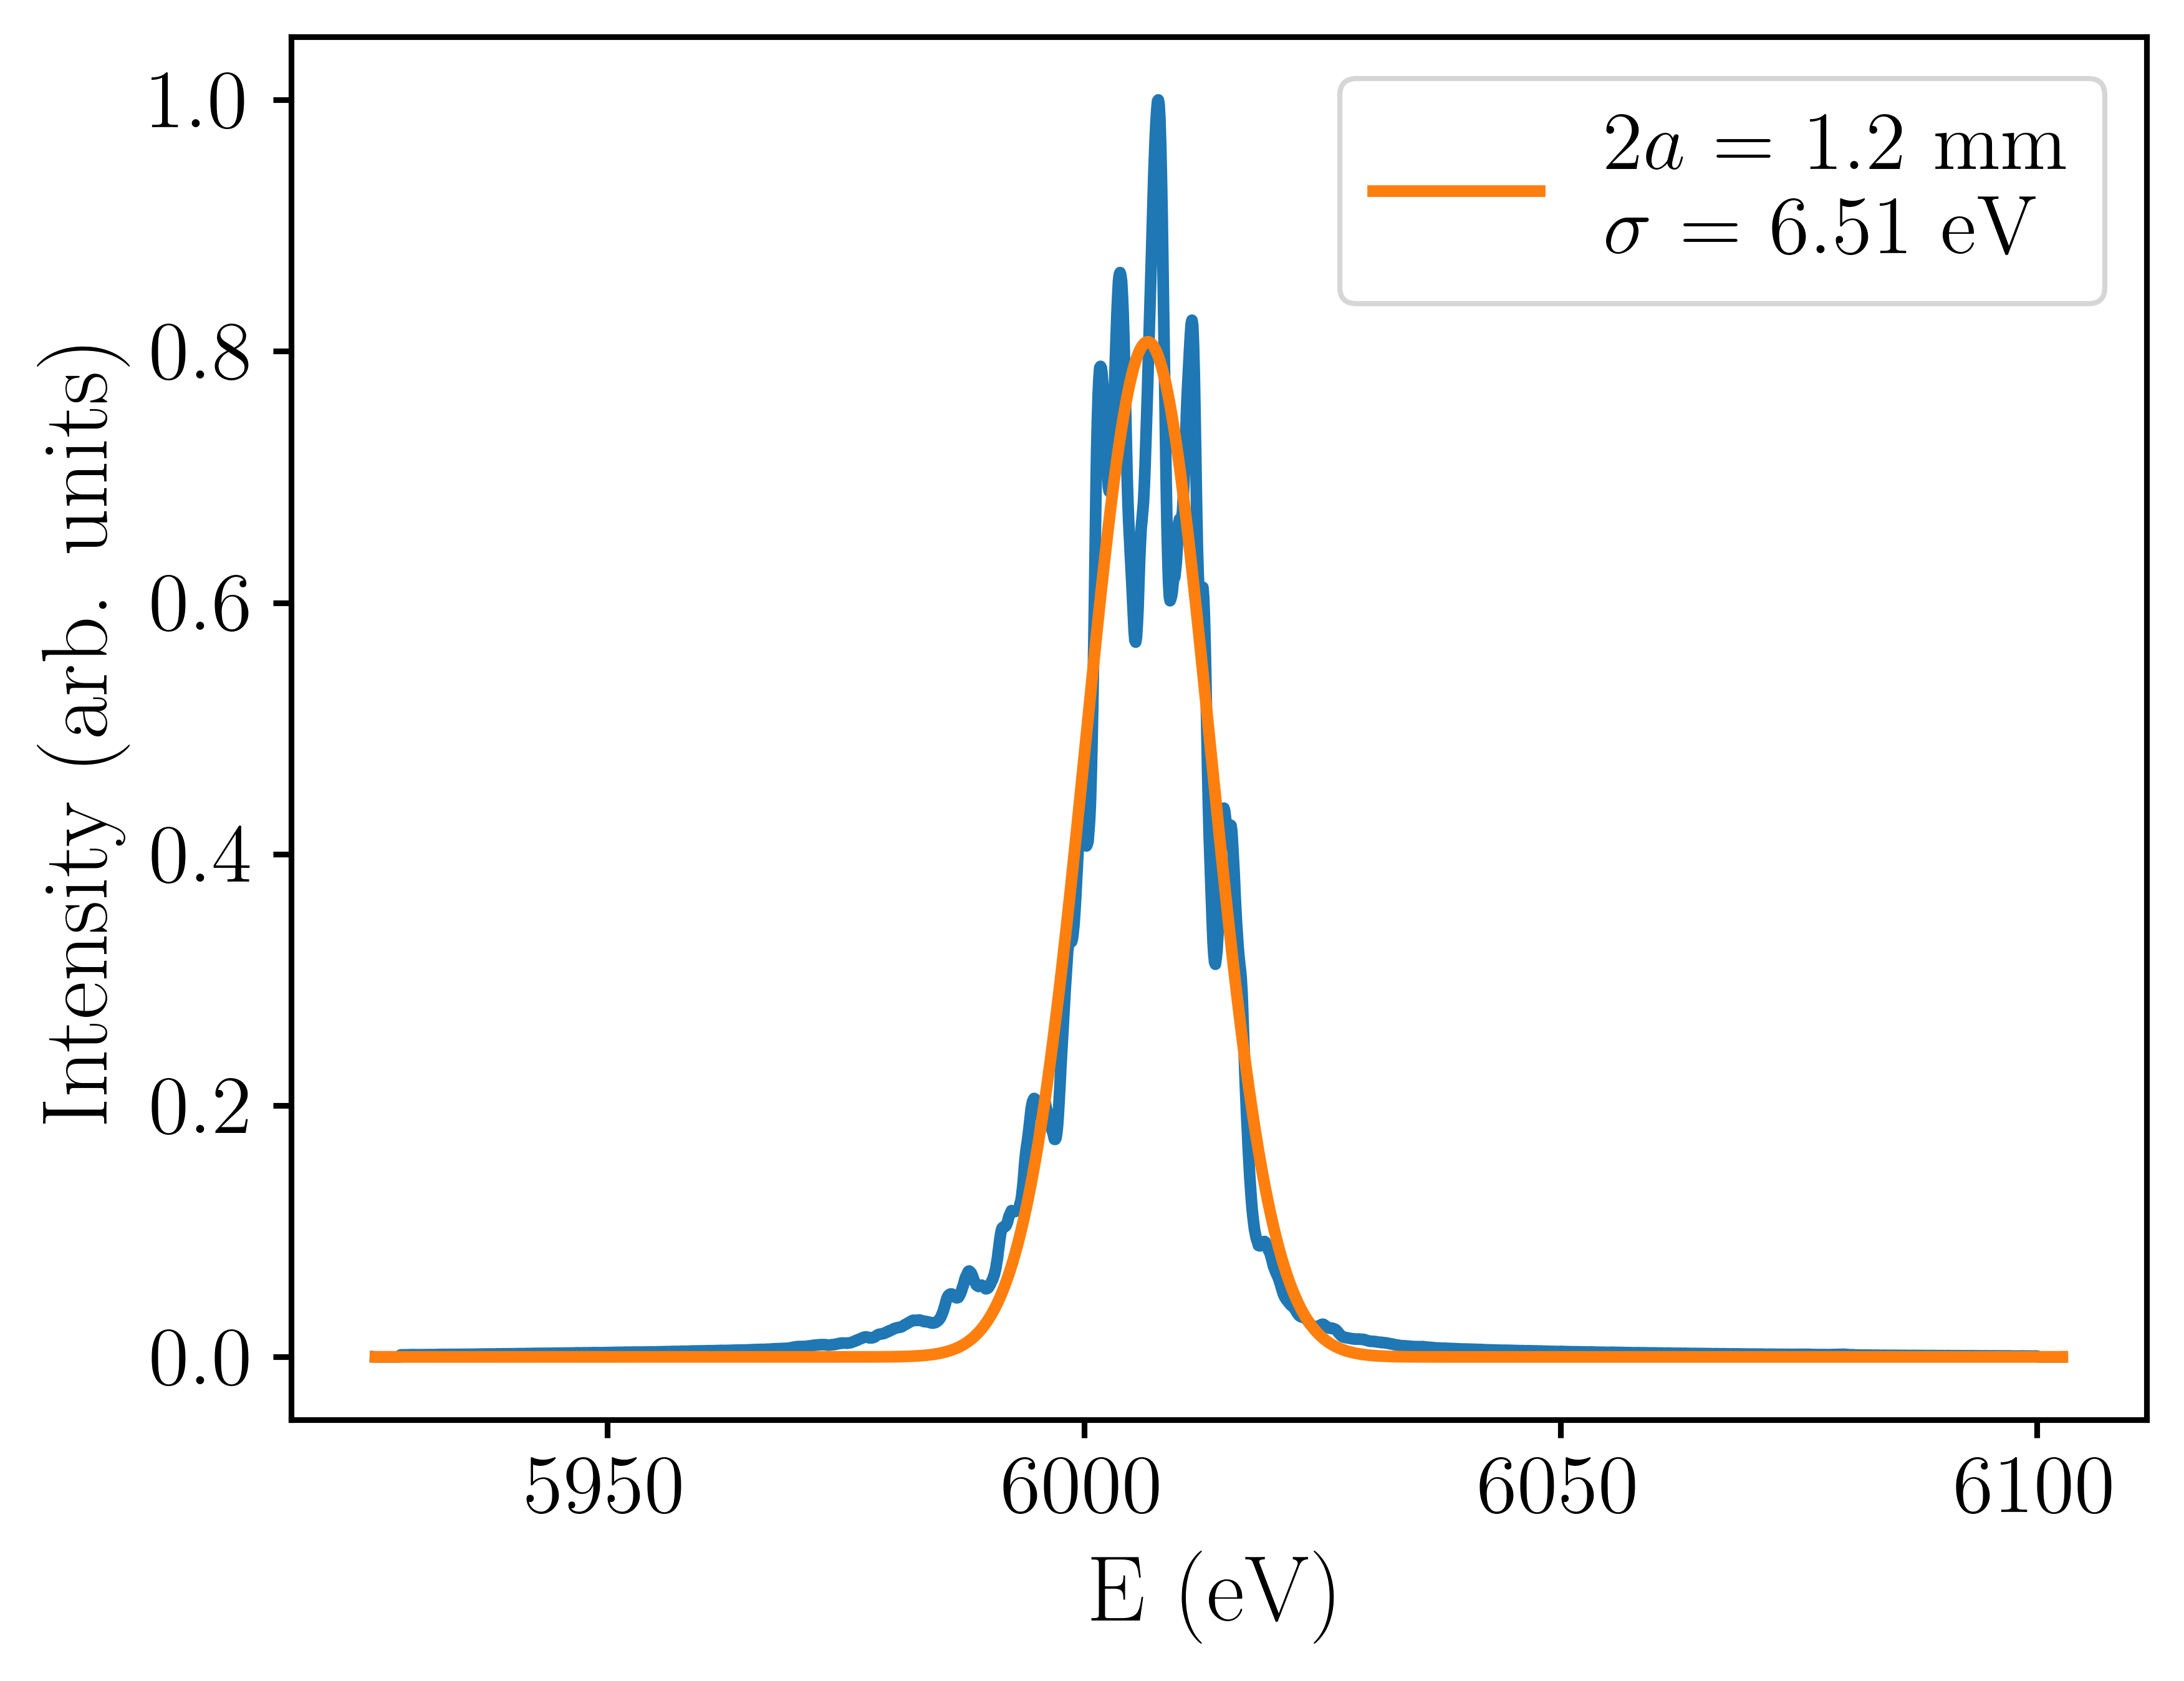 2a = 1.2 mm
σ = 6.51 eV
Intensity (arb. units)
1.0
0.8
0.6
0.4
0.2
0.0
5950 6000 6050 6100
E (eV)